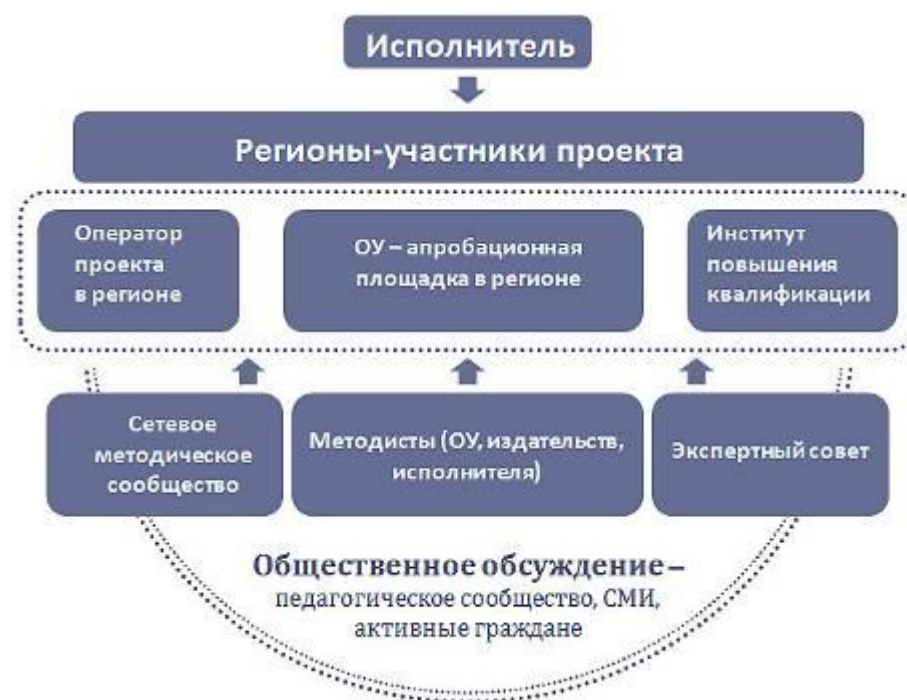 Исполнитель
Регионы-участники проекта
Оператор
проекта
в регионе
ОУ – апробационная
площадка в регионе
Институт
повышения
квалификации
Сетевое
методическое
сообщество
Методисты (ОУ, издательств,
исполнителя)
Экспертный совет
Общественное обсуждение –
педагогическое сообщество, СМИ,
активные граждане